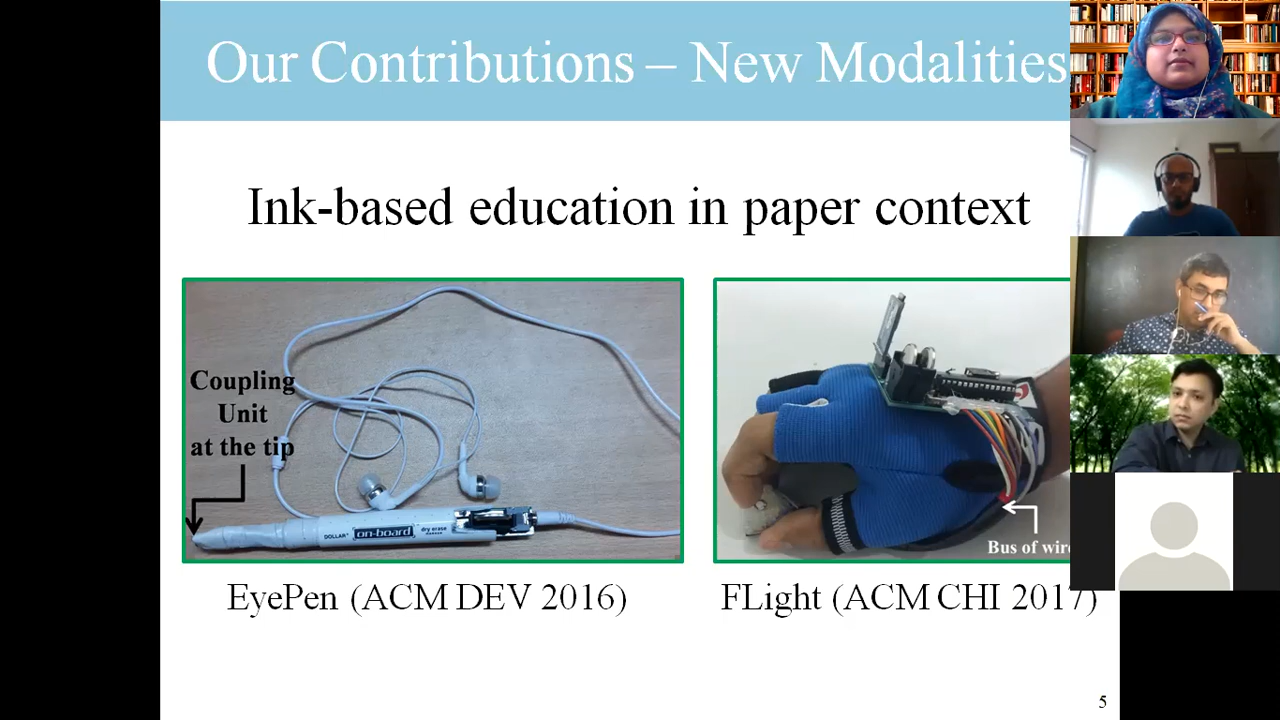 Our Contributions – New Modalities
Ink-based education in paper context
Coupling
Unit
at the tip
DOLLAR
on-board
dry erase
Bus of wire
EyePen (ACM DEV 2016)
FLight (ACM CHI 2017)
5